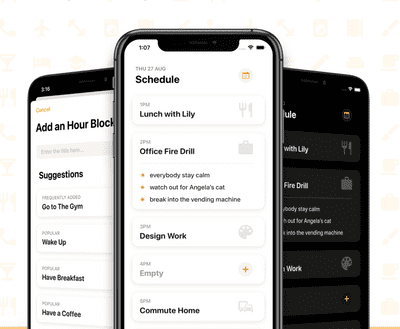 3:16
Cancel
Add an Hour Block
Enter the title here...
Suggestions
FREQUENTLY ADDED
Go to The Gym
POPULAR
Wake Up
POPULAR
Have Breakfast
POPULAR
Have a Coffee
1:07
THU 27 AUG
Schedule
1PM
Lunch with Lily
2PM
Office Fire Drill
everybody stay calm
watch out for Angela's cat
break into the vending machine
3PM
Design Work
4PM
Empty
5PM
Commute Home
dule
with Lily
Fire Drill
ybody stay calm
h out for Angela's cat
k into the vending machine
Work